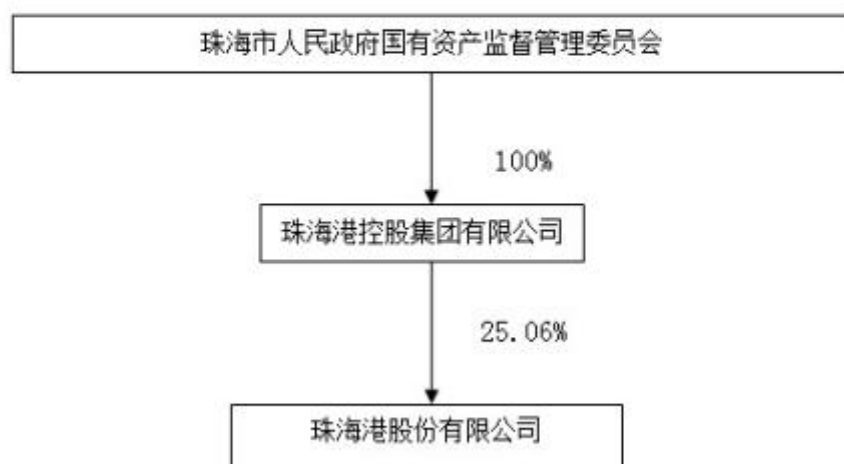 珠海市人民政府国有资产监督管理委员会
100%
珠海港控股集团有限公司
25.06%
珠海港股份有限公司